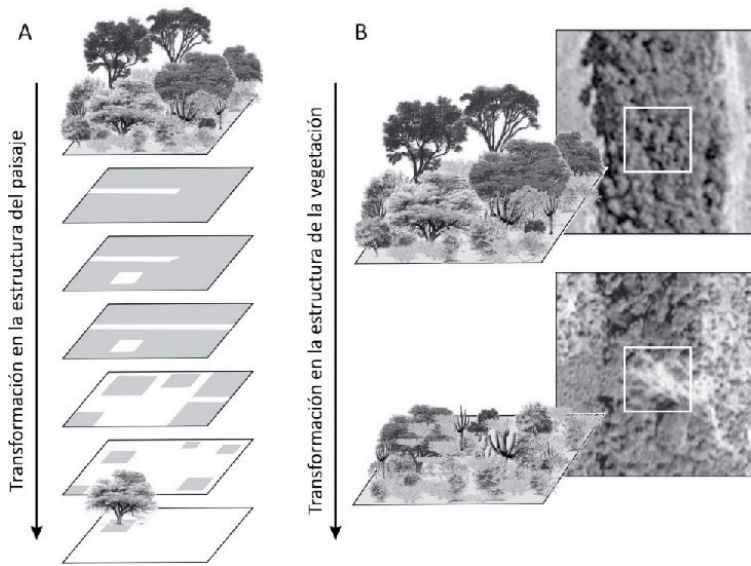 A
Transformación en la estructura del paisaje
B
Transformación en la estructura de la vegetación